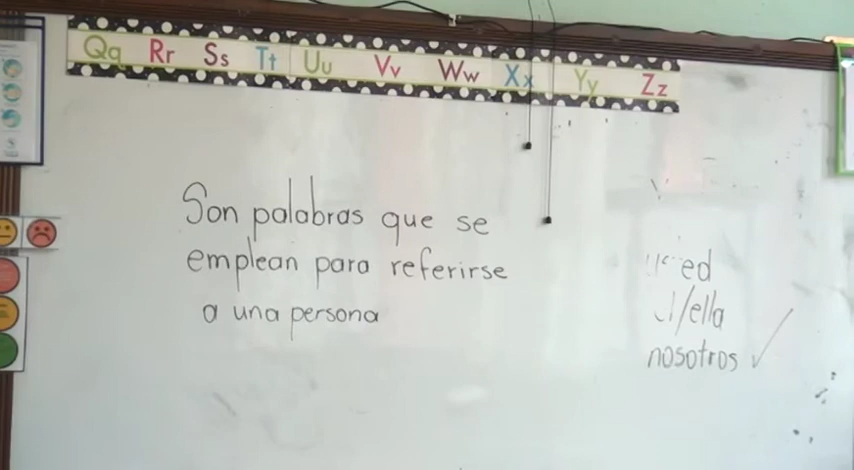 Qq Rr Ss Tt Uu Vv Ww Xx Yy Zz
Son palabras que se
emplean para referirse
a una persona
/ella
nosotros ✓